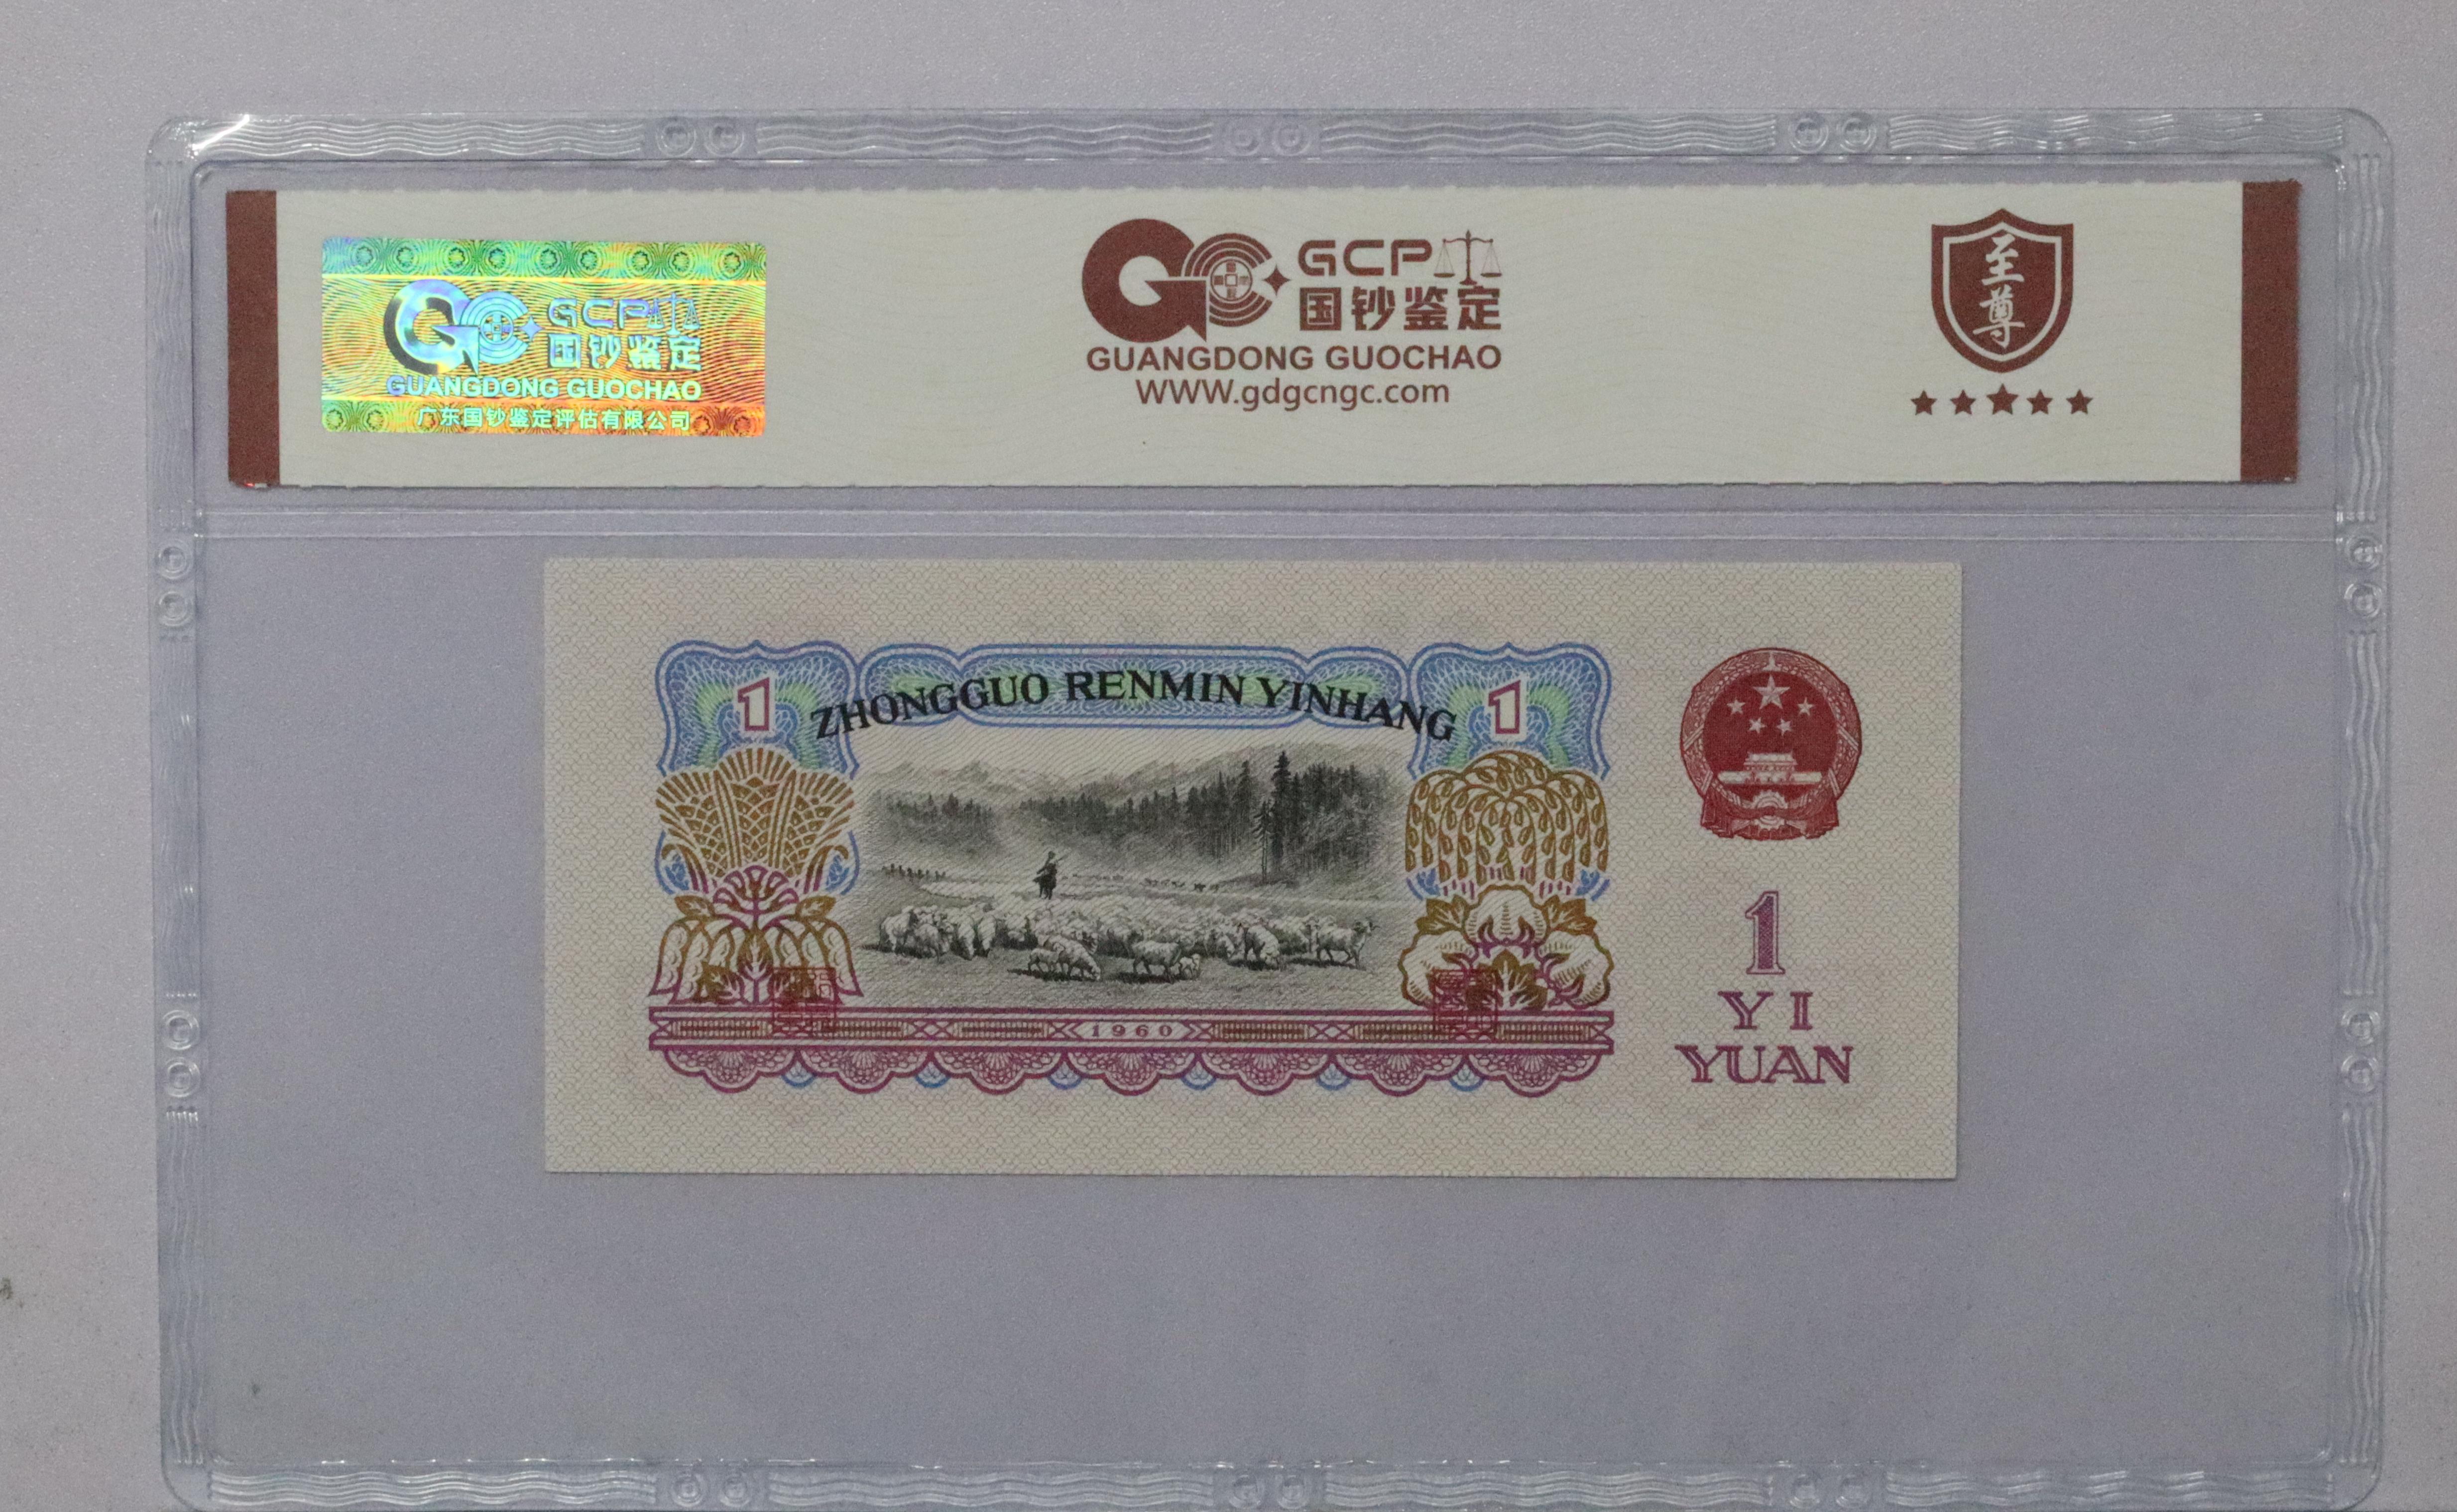 GCP
国钞鉴定
GUANGDONG GUOCHAO
广东国钞鉴定评估有限公司
GCP
国钞鉴定
GUANGDONG GUOCHAO
WWW.gdgcngc.com
至尊
1 ZHONGGUO RENMIN YINHANG 1
1960
1
YI
YUAN